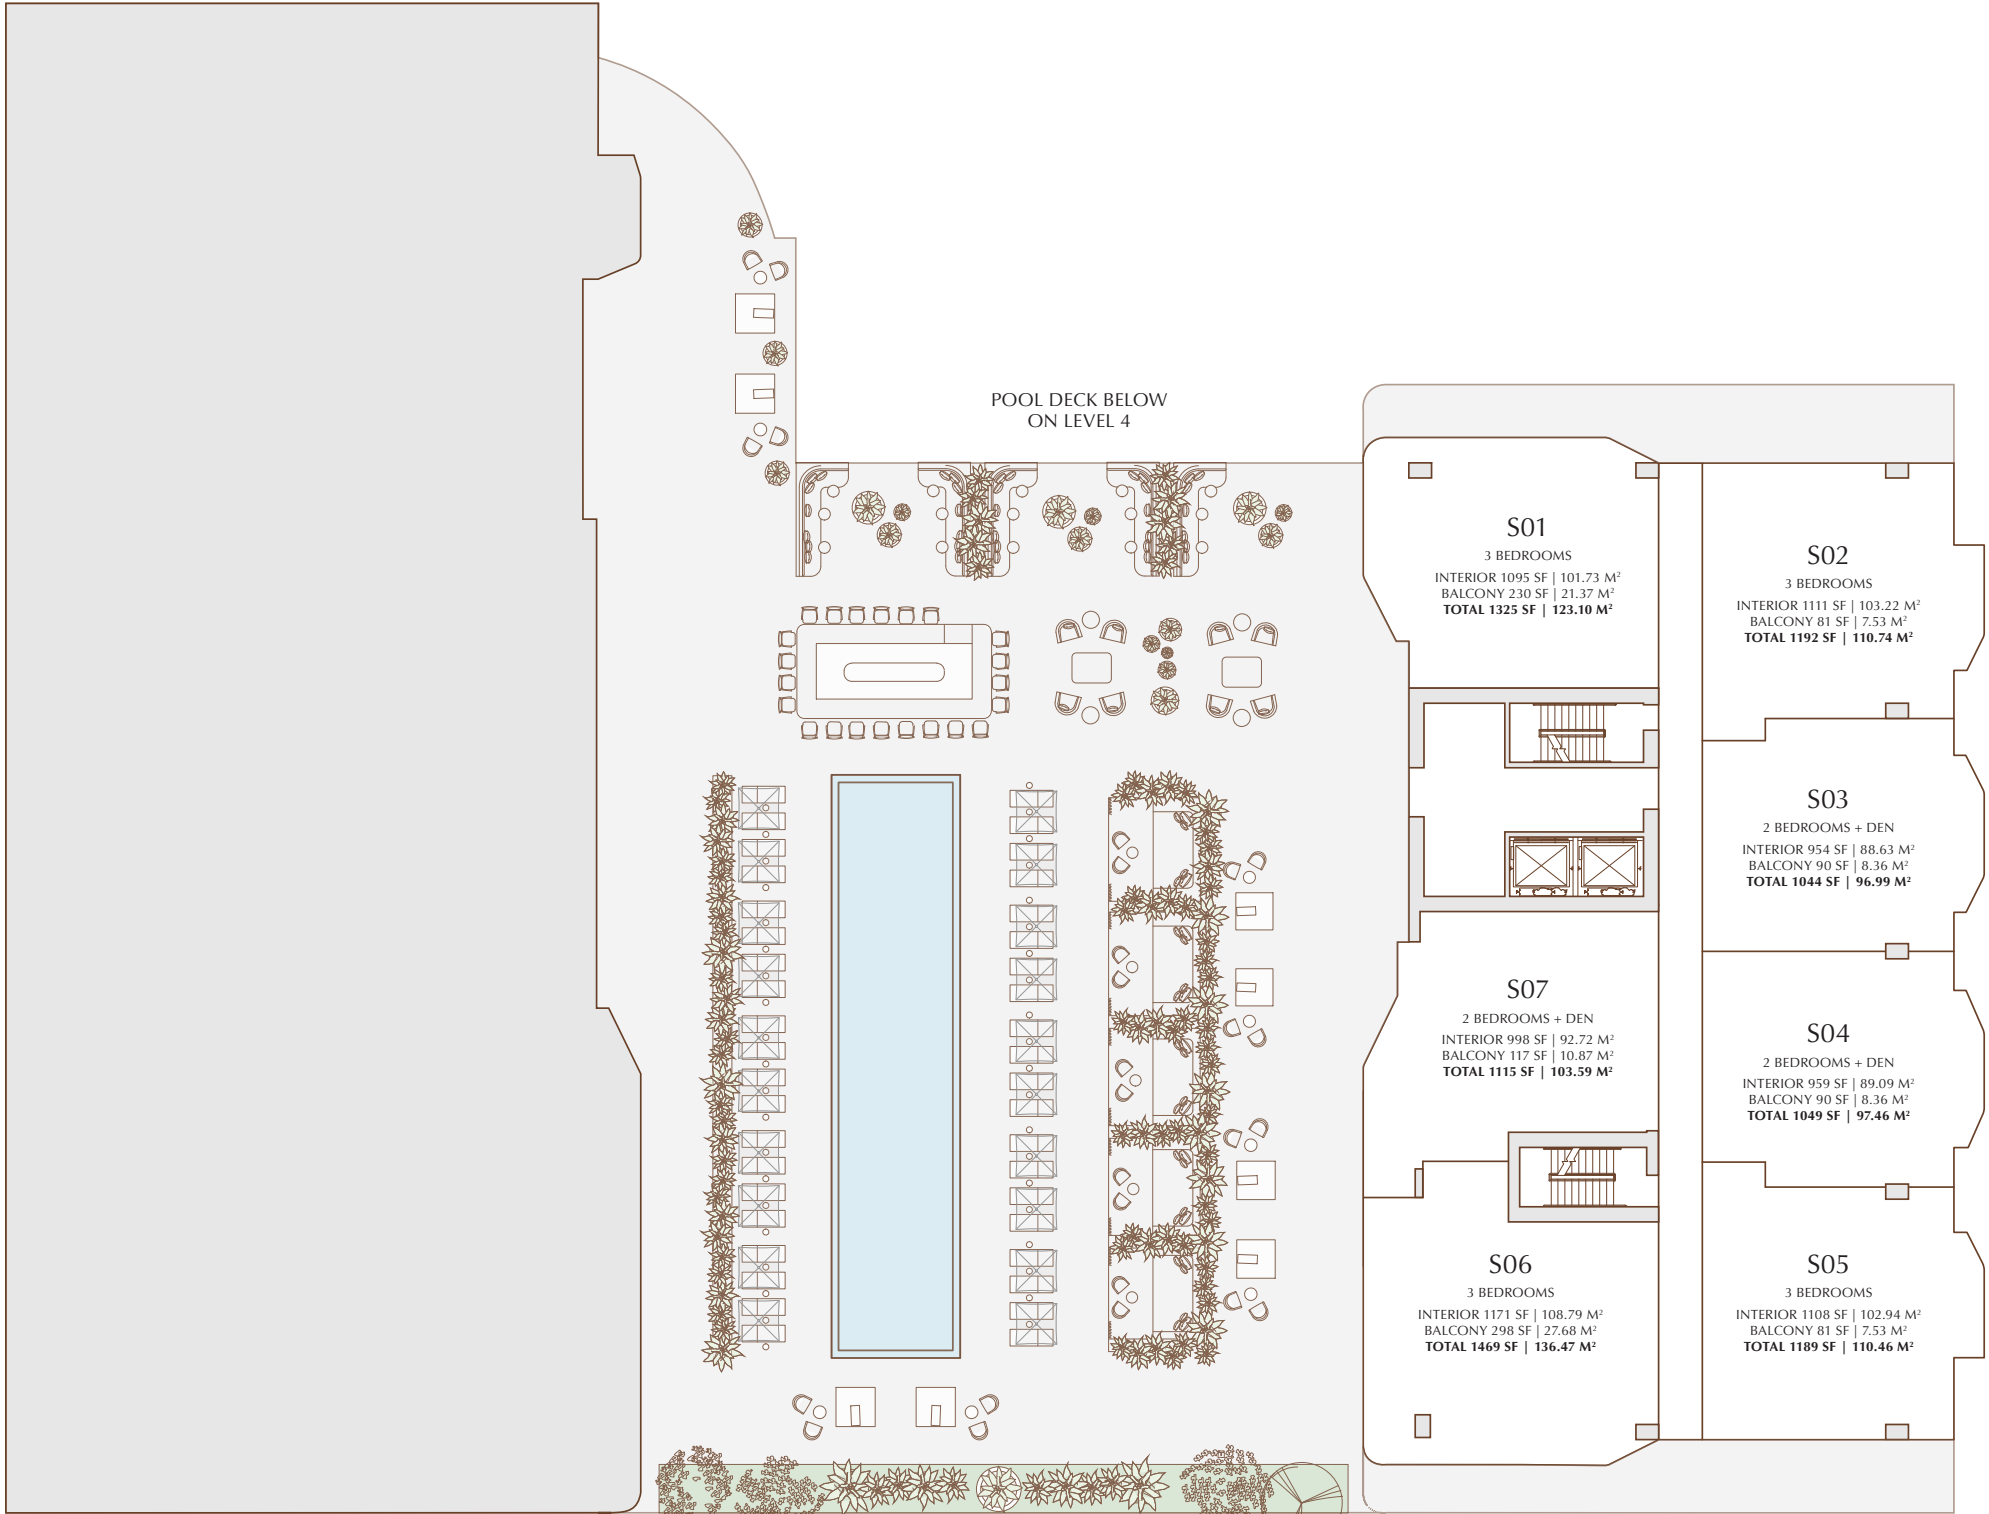 POOL DECK BELOW
ON LEVEL 4
S01
3 BEDROOMS
INTERIOR 1095 SF | 101.73 M²
BALCONY 230 SF | 21.37 M²
TOTAL 1325 SF | 123.10 M²
S02
3 BEDROOMS
INTERIOR 1111 SF | 103.22 M²
BALCONY 81 SF | 7.53 M²
TOTAL 1192 SF | 110.74 M²
S03
2 BEDROOMS + DEN
INTERIOR 954 SF | 88.63 M²
BALCONY 90 SF | 8.36 M²
TOTAL 1044 SF | 96.99 M²
S07
2 BEDROOMS + DEN
INTERIOR 998 SF | 92.72 M²
BALCONY 117 SF | 10.87 M²
TOTAL 1115 SF | 103.59 M²
S04
2 BEDROOMS + DEN
INTERIOR 959 SF | 89.09 M²
BALCONY 90 SF | 8.36 M²
TOTAL 1049 SF | 97.46 M²
S06
3 BEDROOMS
INTERIOR 1171 SF | 108.79 M²
BALCONY 298 SF | 27.68 M²
TOTAL 1469 SF | 136.47 M²
S05
3 BEDROOMS
INTERIOR 1108 SF | 102.94 M²
BALCONY 81 SF | 7.53 M²
TOTAL 1189 SF | 110.46 M²